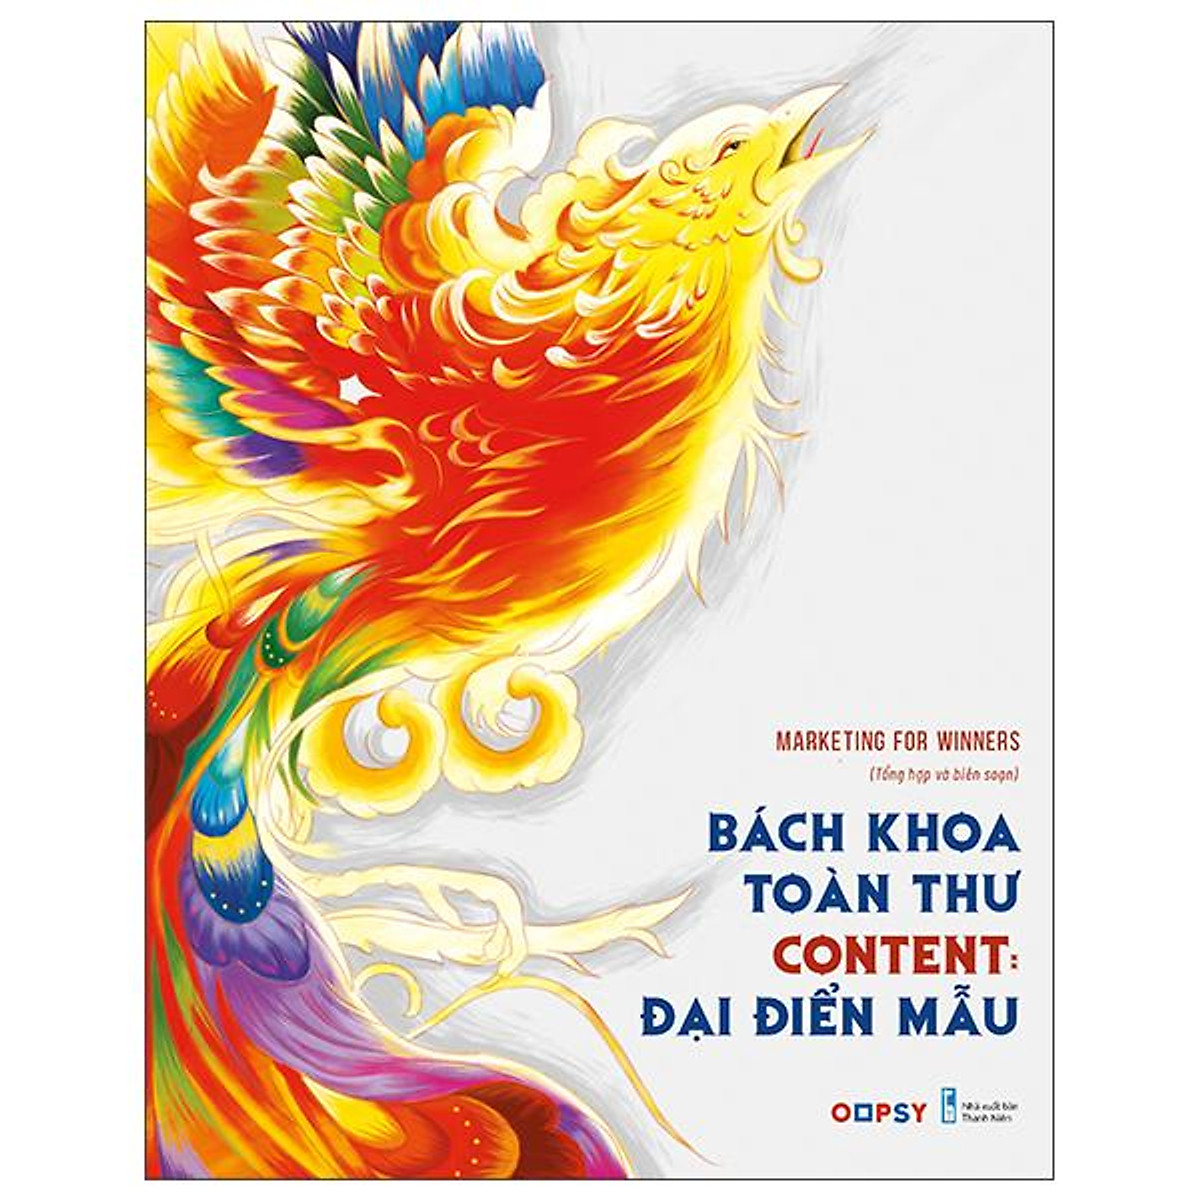 MARKETING FOR WINNERS
(Tổng hợp và biên soạn)
BÁCH KHOA
TOÀN THƯ
CONTENT:
ĐẠI ĐIỂN MẪU
OOPSY
Nhà xuất bản
Thanh Niên